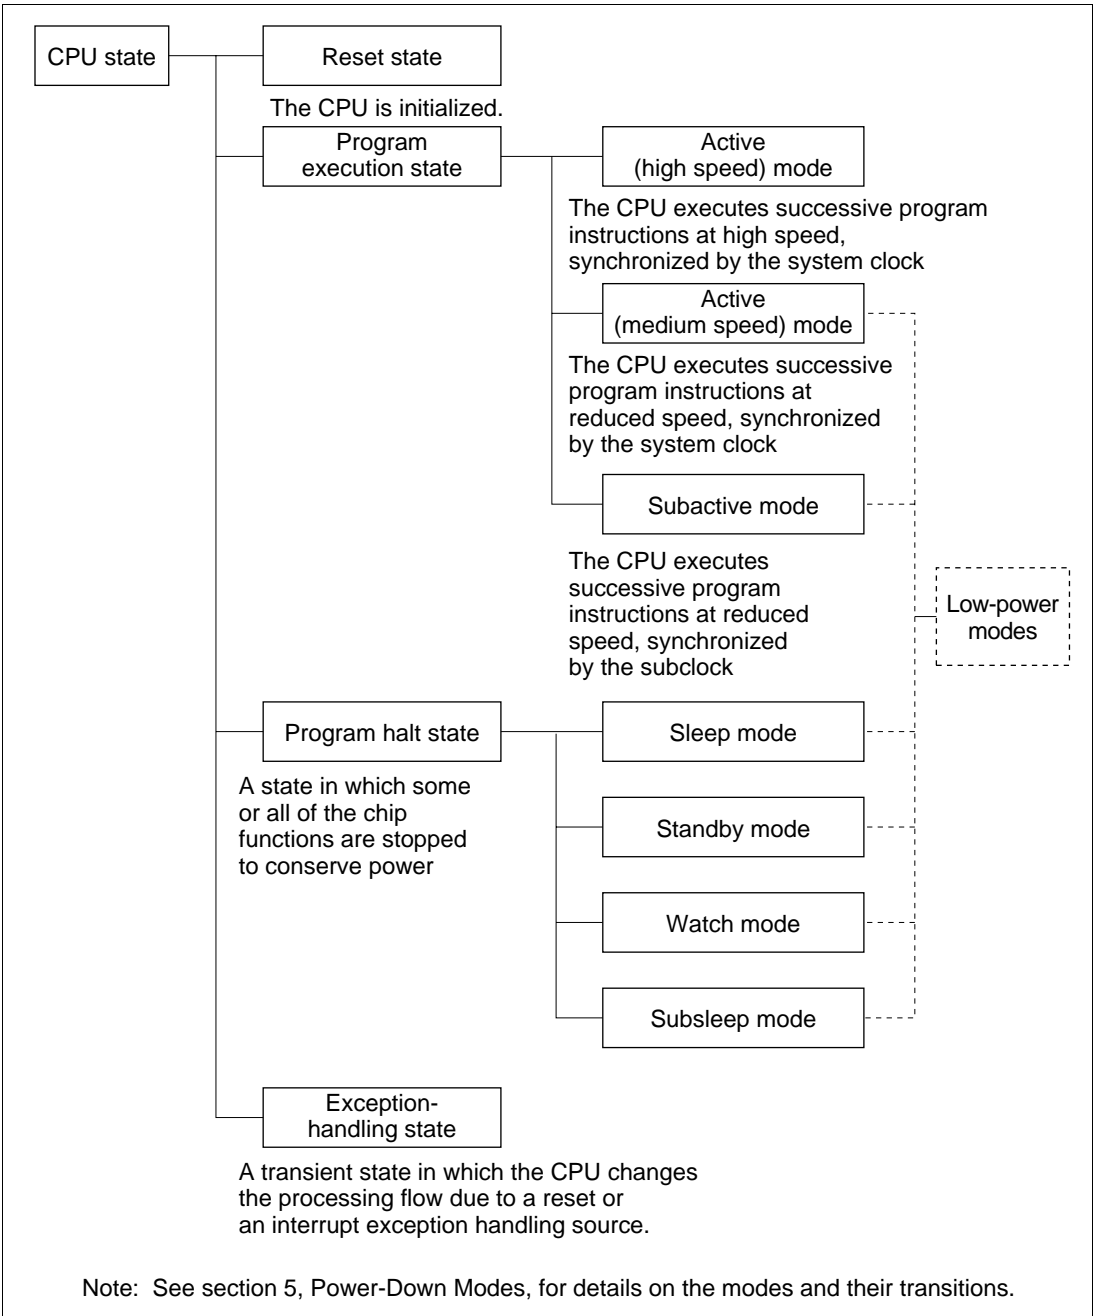 CPU state
Reset state
The CPU is initialized.
Program
execution state
Active
(high speed) mode
The CPU executes successive program
instructions at high speed,
synchronized by the system clock
Active
(medium speed) mode
The CPU executes successive
program instructions at
reduced speed, synchronized
by the system clock
Subactive mode
The CPU executes
successive program
instructions at reduced
speed, synchronized
by the subclock
Low-power
modes
Program halt state
A state in which some
or all of the chip
functions are stopped
to conserve power
Sleep mode
Standby mode
Watch mode
Subsleep mode
Exception-
handling state
A transient state in which the CPU changes
the processing flow due to a reset or
an interrupt exception handling source.
Note: See section 5, Power-Down Modes, for details on the modes and their transitions.